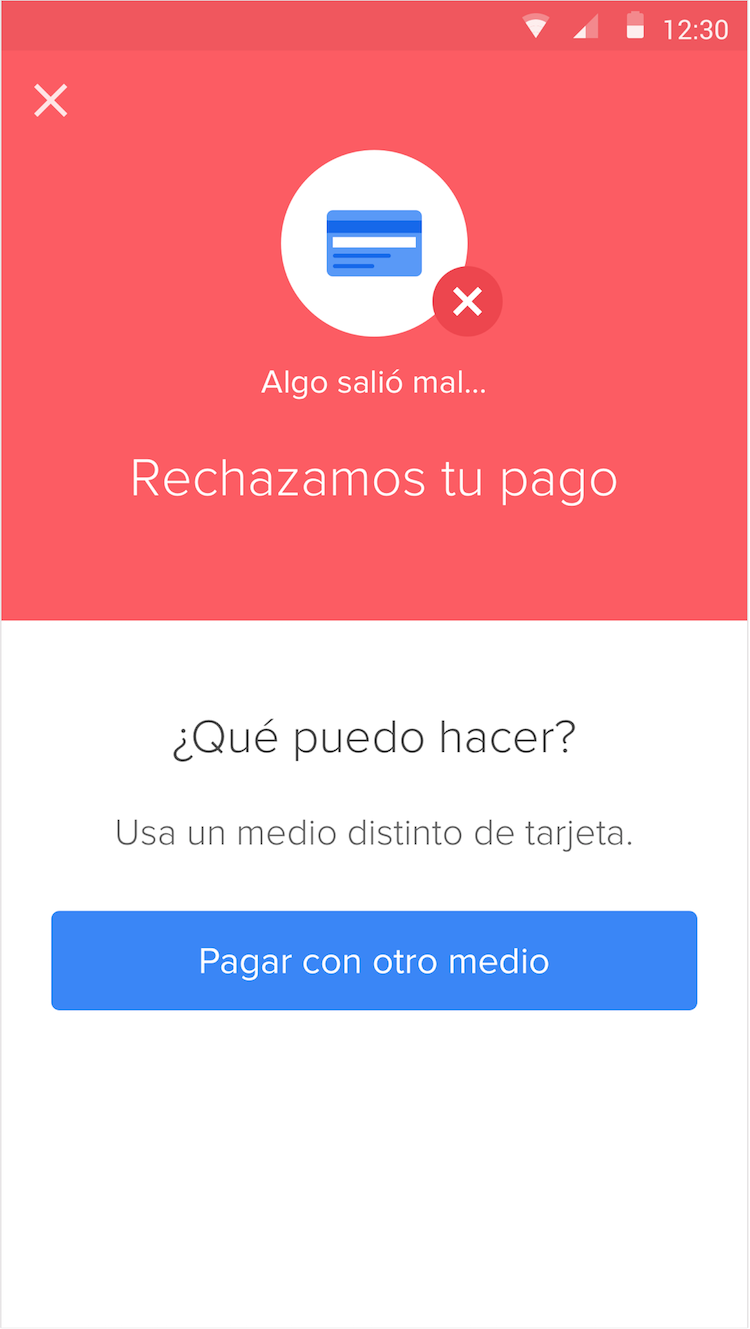 12:30
Algo salió mal...
Rechazamos tu pago
¿Qué puedo hacer?
Usa un medio distinto de tarjeta.
Pagar con otro medio